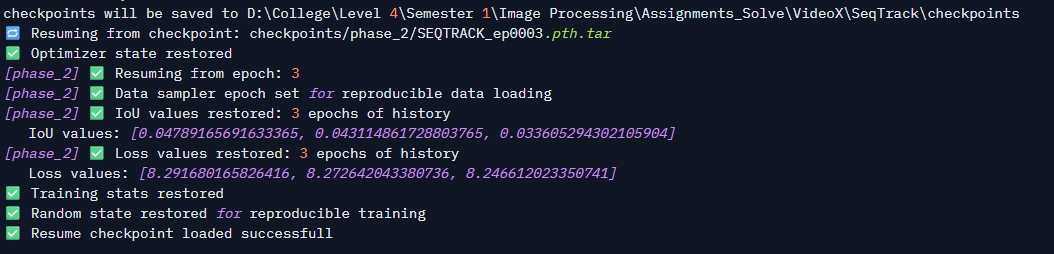 checkpoints will be saved to D:\College\Level 4\Semester 1\Image Processing\Assignments_Solve\VideoX\SeqTrack\checkpoints
🔁 Resuming from checkpoint: checkpoints/phase_2/SEQTRACK_ep0003.pth.tar
✅ Optimizer state restored
[phase_2] ✅ Resuming from epoch: 3
[phase_2] ✅ Data sampler epoch set for reproducible data loading
[phase_2] ✅ IoU values restored: 3 epochs of history
IoU values: [0.04789165691633365, 0.043114861728803765, 0.033605294302105904]
[phase_2] ✅ Loss values restored: 3 epochs of history
Loss values: [8.291680165826416, 8.272642043380736, 8.246612023350741]
✅ Training stats restored
✅ Random state restored for reproducible training
✅ Resume checkpoint loaded successfull